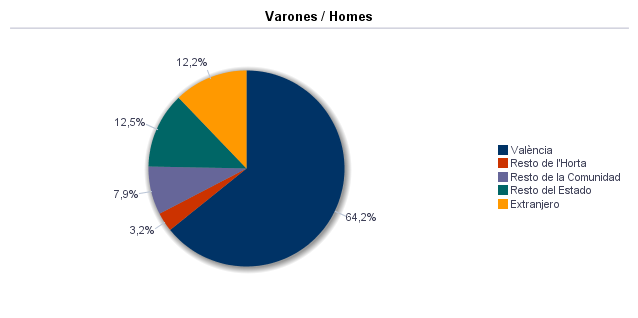 Varones / Homes
12,2%
12,5%
7,9%
3,2%
64,2%
València
Resto de l'Horta
Resto de la Comunidad
Resto del Estado
Extranjero